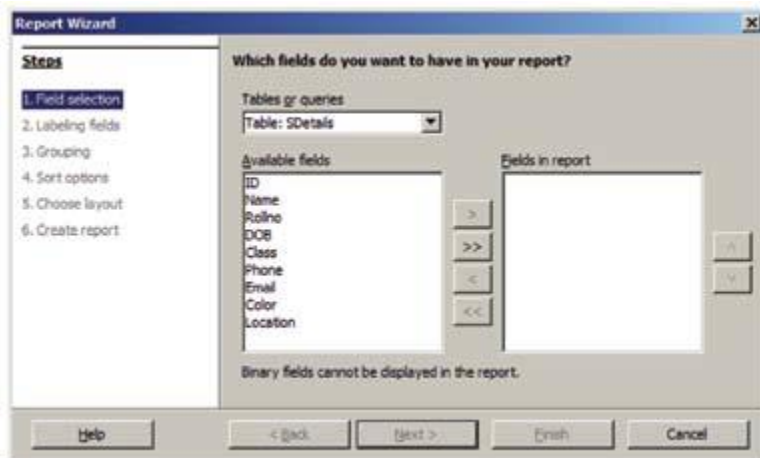 Report Wizard
Steps
1. Field selection
2. Labeling fields
3. Grouping
4. Sort options
5. Choose layout
6. Create report
Which fields do you want to have in your report?
Tables or queries
Table: SDetails
Available fields
ID
Name
Rollno
DOB
Class
Phone
Email
Color
Location
>
>>
<
<<
Fields in report
^
v
Binary fields cannot be displayed in the report.
Help
< Back
Next >
Finish
Cancel